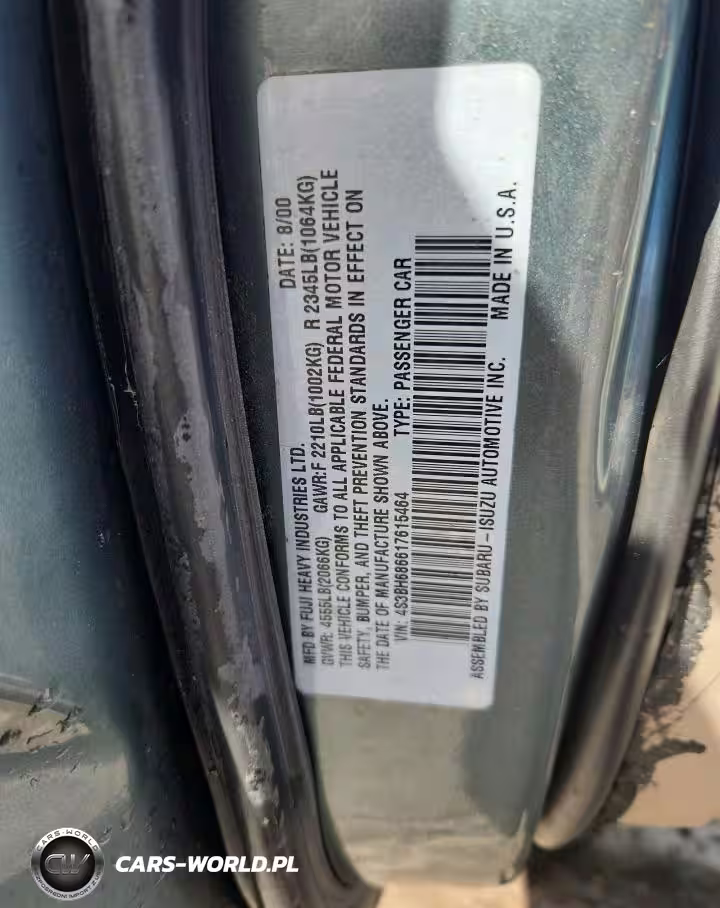 MFD BY FUJI HEAVY INDUSTRIES LTD. DATE: 8/00
GVWR: 4555LB(2066KG) GAWR:F 2210LB(1002KG) R 2345LB(1064KG)
THIS VEHICLE CONFORMS TO ALL APPLICABLE FEDERAL MOTOR VEHICLE
SAFETY, BUMPER, AND THEFT PREVENTION STANDARDS IN EFFECT ON
THE DATE OF MANUFACTURE SHOWN ABOVE.
VIN: 4S3BH686617615464 TYPE: PASSENGER CAR
ASSEMBLED BY SUBARU-ISUZU AUTOMOTIVE INC. MADE IN U.S.A.
CARS-WORLD
CW
CARS-WORLD.PL